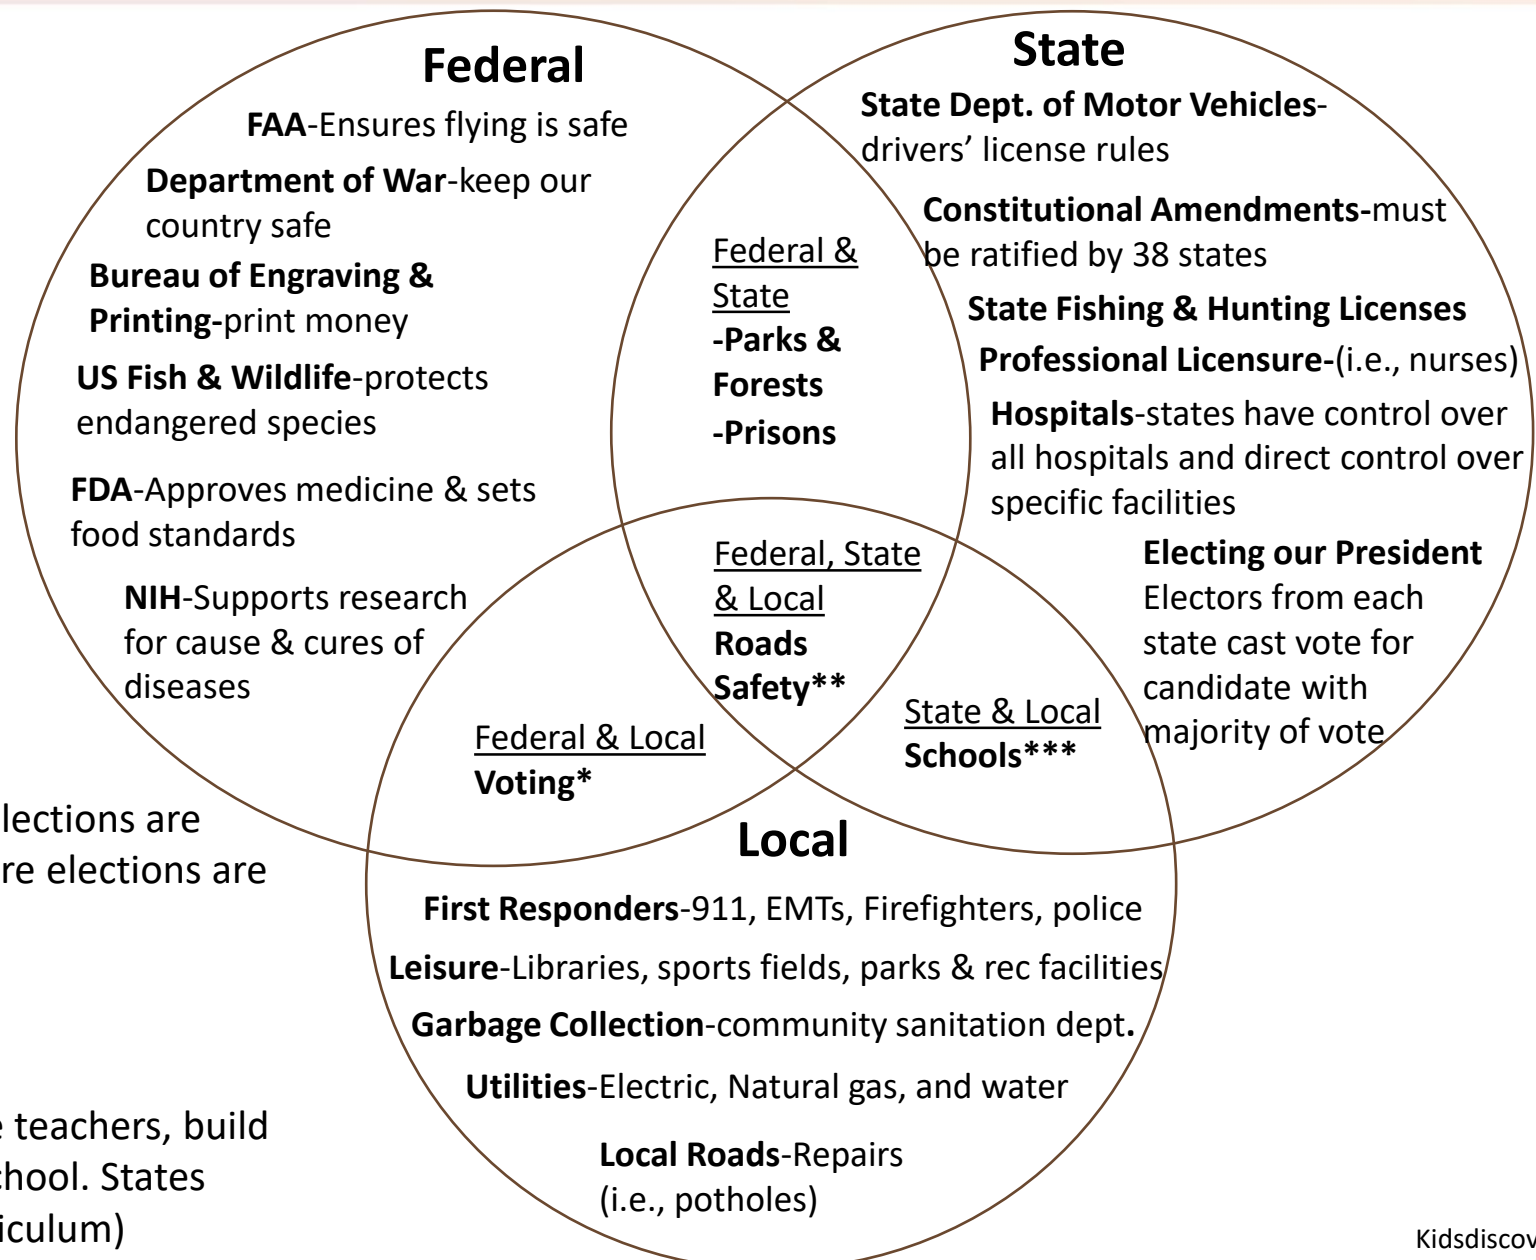 Federal
FAA-Ensures flying is safe
Department of War-keep our
country safe
Bureau of Engraving &
Printing-print money
US Fish & Wildlife-protects
endangered species
FDA-Approves medicine & sets
food standards
NIH-Supports research
for cause & cures of
diseases
Federal &
State
-Parks &
Forests
-Prisons
State
State Dept. of Motor Vehicles-
drivers’ license rules
Constitutional Amendments-must
be ratified by 38 states
State Fishing & Hunting Licenses
Professional Licensure-(i.e., nurses)
Hospitals-states have control over
all hospitals and direct control over
specific facilities
Electing our President
Electors from each
state cast vote for
candidate with
majority of vote
Federal, State
& Local
Roads
Safety**
Federal & Local
Voting*
State & Local
Schools***
Local
First Responders-911, EMTs, Firefighters, police
Leisure-Libraries, sports fields, parks & rec facilities
Garbage Collection-community sanitation dept.
Utilities-Electric, Natural gas, and water
Local Roads-Repairs
(i.e., potholes)
lections are
re elections are
teachers, build
chool. States
iculum)
Kidsdiscov